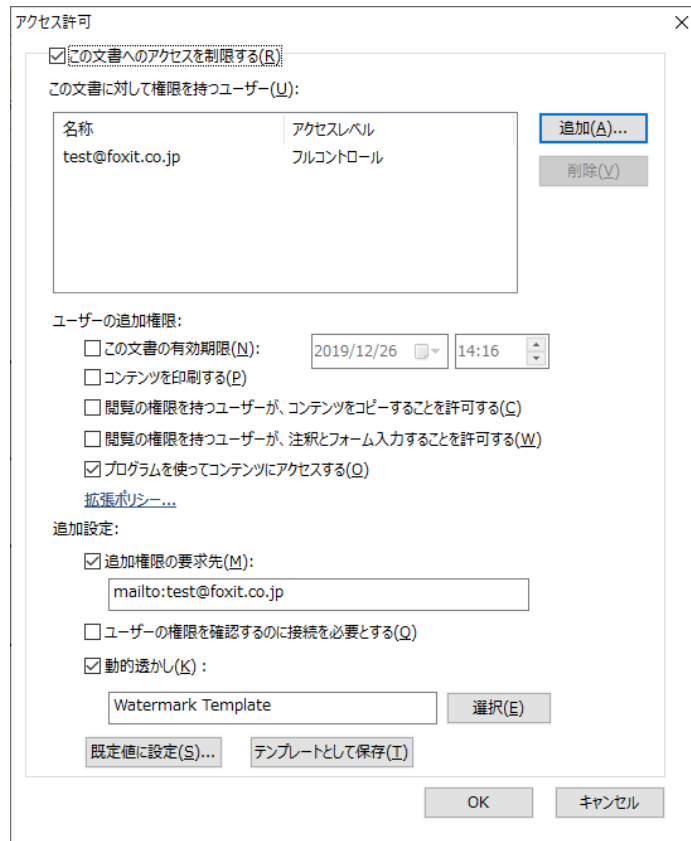 アクセス許可
この文書へのアクセスを制限する(R)
この文書に対して権限を持つユーザー(U):
名称 アクセスレベル
追加(A)...
test@foxit.co.jp フルコントロール
削除(V)
ユーザーの追加権限:
この文書の有効期限(N): 2019/12/26 14:16
コンテンツを印刷する(P)
閲覧の権限を持つユーザーが、コンテンツをコピーすることを許可する(C)
閲覧の権限を持つユーザーが、注釈とフォーム入力することを許可する(W)
プログラムを使ってコンテンツにアクセスする(O)
拡張ポリシー...
追加設定:
追加権限の要求先(M):
mailto:test@foxit.co.jp
ユーザーの権限を確認するのに接続を必要とする(Q)
動的透かし(K) :
Watermark Template 選択(E)
既定値に設定(S)... テンプレートとして保存(T)
OK キャンセル